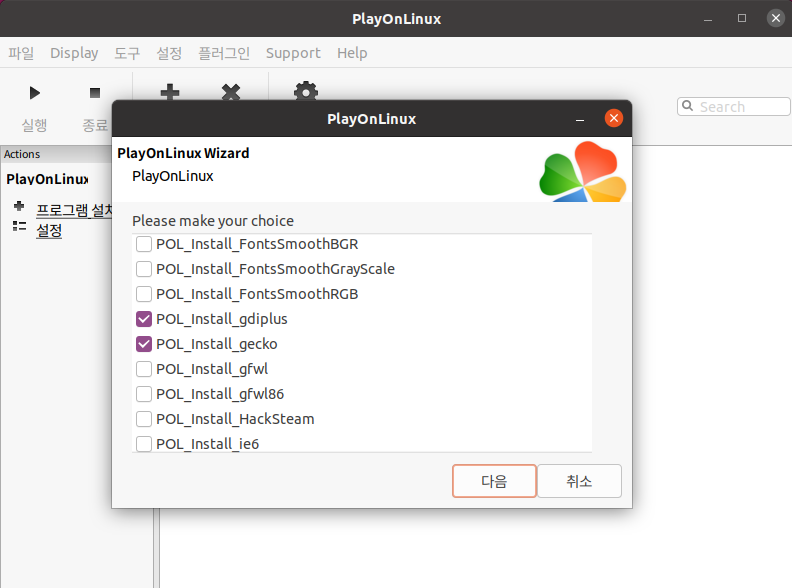 PlayOnLinux
파일 Display 도구 설정 플러그인 Support Help
실행 종료
Search
Actions
PlayOnLinux
프로그램 설치
설정
PlayOnLinux
PlayOnLinux Wizard
PlayOnLinux
Please make your choice
POL_Install_FontsSmoothBGR
POL_Install_FontsSmoothGrayScale
POL_Install_FontsSmoothRGB
POL_Install_gdiplus
POL_Install_gecko
POL_Install_gfwl
POL_Install_gfwl86
POL_Install_HackSteam
POL_Install_ie6
다음 취소